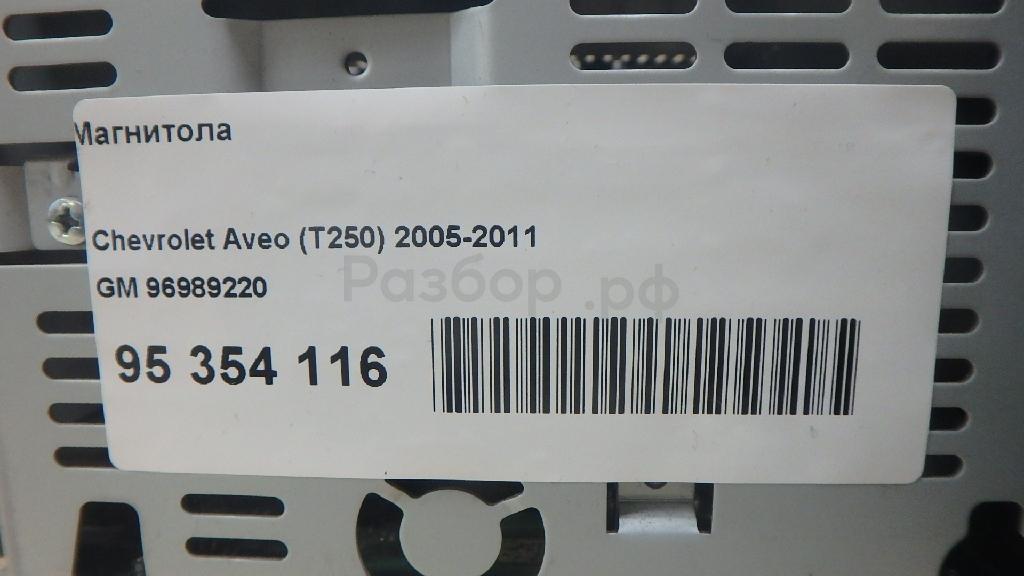 Магнитола
Chevrolet Aveo (T250) 2005-2011
GM 96989220
Разбор.рф
95 354 116